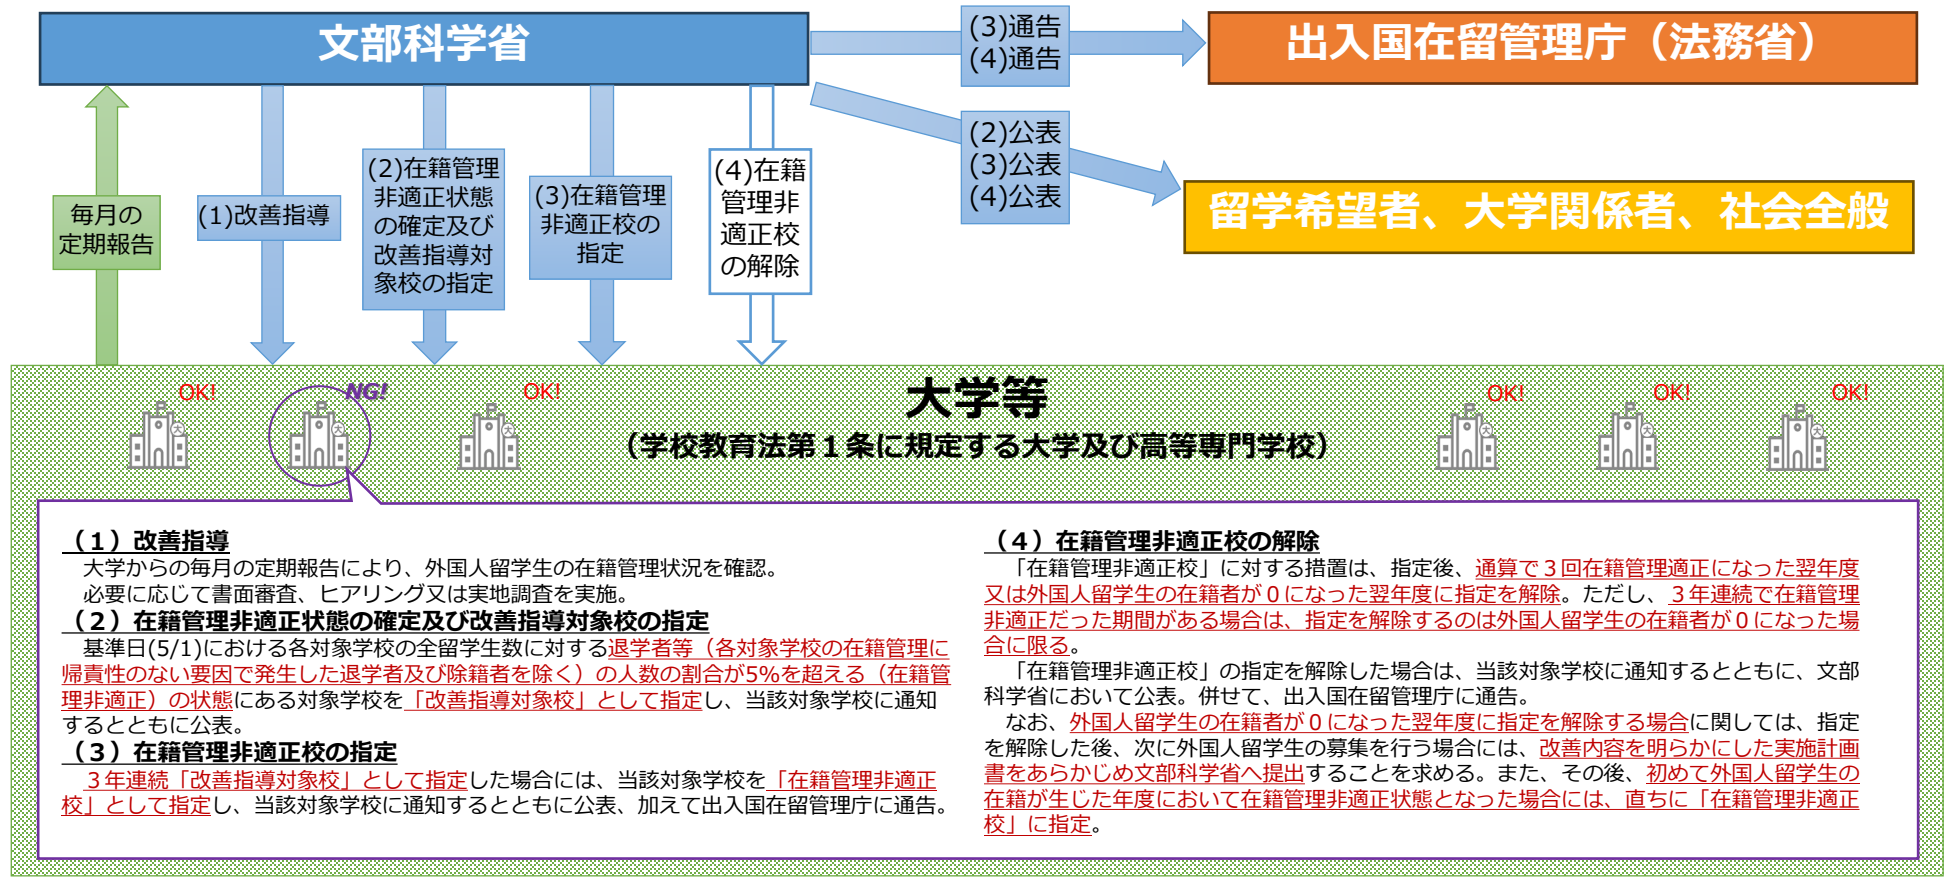 文部科学省
(3)通告
(4)通告
出入国在留管理庁（法務省）
(2)公表
(3)公表
(4)公表
留学希望者、大学関係者、社会全般
毎月の
定期報告
(1)改善指導
(2)在籍管理
非適正状態
の確定及び
改善指導対
象校の指定
(3)在籍管理
非適正校の
指定
(4)在籍
管理非
適正校
の解除
OK!
NG!
OK!
大学等
（学校教育法第１条に規定する大学及び高等専門学校）
OK!
OK!
OK!
大
大
大
大
大
大
（１）改善指導
大学からの毎月の定期報告により、外国人留学生の在籍管理状況を確認。
必要に応じて書面審査、ヒアリング又は実地調査を実施。
（２）在籍管理非適正状態の確定及び改善指導対象校の指定
基準日(5/1)における各対象学校の全留学生数に対する退学者等（各対象学校の在籍管理に
帰責性のない要因で発生した退学者及び除籍者を除く）の人数の割合が5%を超える（在籍管
理非適正）の状態にある対象学校を「改善指導対象校」として指定し、当該対象学校に通知
するとともに公表。
（３）在籍管理非適正校の指定
３年連続「改善指導対象校」として指定した場合には、当該対象学校を「在籍管理非適正
校」として指定し、当該対象学校に通知するとともに公表、加えて出入国在留管理庁に通告。
（４）在籍管理非適正校の解除
「在籍管理非適正校」に対する措置は、指定後、通算で３回在籍管理適正になった翌年度
又は外国人留学生の在籍者が０になった翌年度に指定を解除。ただし、３年連続で在籍管理
非適正だった期間がある場合は、指定を解除するのは外国人留学生の在籍者が０になった場
合に限る。
「在籍管理非適正校」の指定を解除した場合は、当該対象学校に通知するとともに、文部
科学省において公表。併せて、出入国在留管理庁に通告。
なお、外国人留学生の在籍者が０になった翌年度に指定を解除する場合に関しては、指定
を解除した後、次に外国人留学生の募集を行う場合には、改善内容を明らかにした実施計画
書をあらかじめ文部科学省へ提出することを求める。また、その後、初めて外国人留学生の
在籍が生じた年度において在籍管理非適正状態となった場合には、直ちに「在籍管理非適正
校」に指定。